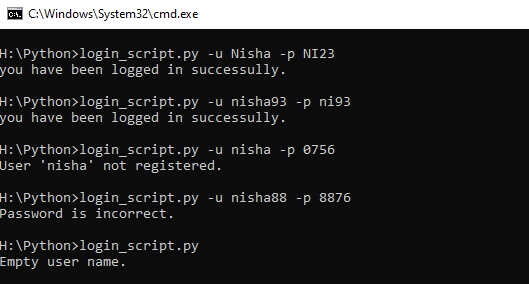 C:\Windows\System32\cmd.exe
H:\Python>login_script.py -u Nisha -p NI23
you have been logged in successully.
H:\Python>login_script.py -u nisha93 -p ni93
you have been logged in successully.
H:\Python>login_script.py -u nisha -p 0756
User 'nisha' not registered.
H:\Python>login_script.py -u nisha88 -p 8876
Password is incorrect.
H:\Python>login_script.py
Empty user name.